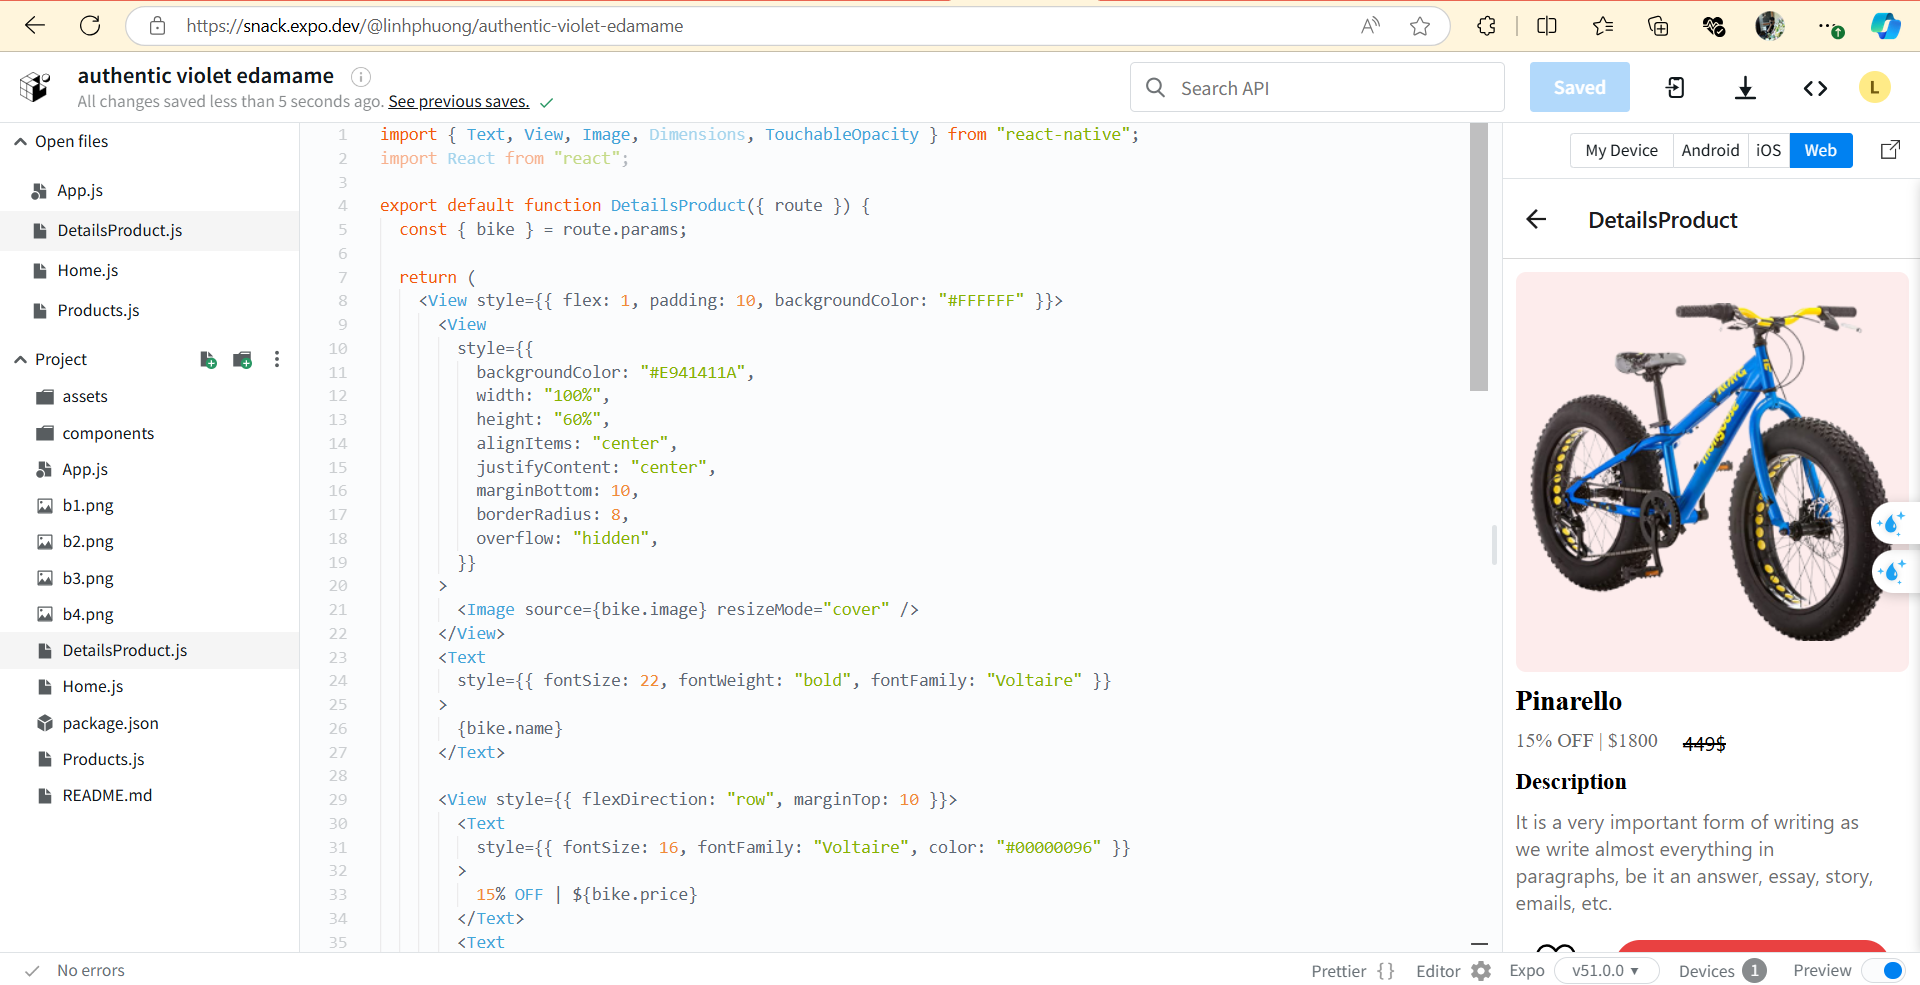 https://snack.expo.dev/@linhphuong/authentic-violet-edamame
authentic violet edamame
All changes saved less than 5 seconds ago. See previous saves.
Search API
Saved
L
Open files
App.js
DetailsProduct.js
Home.js
Products.js
Project
assets
components
App.js
b1.png
b2.png
b3.png
b4.png
DetailsProduct.js
Home.js
package.json
Products.js
README.md
1 import { Text, View, Image, Dimensions, TouchableOpacity } from "react-native";
2 import React from "react";
3
4 export default function DetailsProduct({ route }) {
5 const { bike } = route.params;
6
7 return (
8 <View style={{ flex: 1, padding: 10, backgroundColor: "#FFFFFF" }}>
9 <View
10 style={{
11 backgroundColor: "#E941411A",
12 width: "100%",
13 height: "60%",
14 alignItems: "center",
15 justifyContent: "center",
16 marginBottom: 10,
17 borderRadius: 8,
18 overflow: "hidden",
19 }}
20 >
21 <Image source={bike.image} resizeMode="cover" />
22 </View>
23 <Text
24 style={{ fontSize: 22, fontWeight: "bold", fontFamily: "Voltaire" }}
25 >
26 {bike.name}
27 </Text>
28
29 <View style={{ flexDirection: "row", marginTop: 10 }}>
30 <Text
31 style={{ fontSize: 16, fontFamily: "Voltaire", color: "#00000096" }}
32 >
33 15% OFF | ${bike.price}
34 </Text>
35 <Text
My Device
Android
iOS
Web
DetailsProduct
mongoose
Pinarello
15% OFF | $1800 449$
Description
It is a very important form of writing as
we write almost everything in
paragraphs, be it an answer, essay, story,
emails, etc.
No errors
Prettier {} Editor Expo v51.0.0 Devices 1 Preview